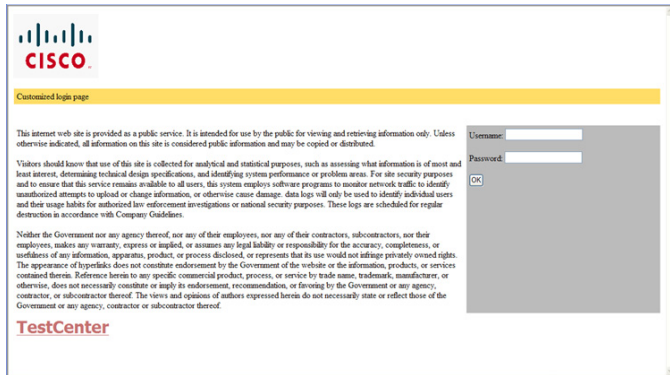 CISCO.
Customized login page
This internet web site is provided as a public service. It is intended for use by the public for viewing and retrieving information only. Unless
otherwise indicated, all information on this site is considered public information and may be copied or distributed.
Username:
Password:
OK
Visitors should know that use of this site is collected for analytical and statistical purposes, such as assessing what information is of most and
least interest, determining technical design specifications, and identifying system performance or problem areas. For site security purposes
and to ensure that this service remains available to all users, this system employs software programs to monitor network traffic to identify
unauthorized attempts to upload or change information, or otherwise cause damage. data logs will only be used to identify individual users
and their usage habits for authorized law enforcement investigations or national security purposes. These logs are scheduled for regular
destruction in accordance with Company Guidelines.
Neither the Government nor any agency thereof, nor any of their employees, nor any of their contractors, subcontractors, nor their
employees, makes any warranty, express or implied, or assumes any legal liability or responsibility for the accuracy, completeness, or
usefulness of any information, apparatus, product, or process disclosed, or represents that its use would not infringe privately owned rights.
The appearance of hyperlinks does not constitute endorsement by the Government of the website or the information, products, or services
contained therein. Reference herein to any specific commercial product, process, or service by trade name, trademark, manufacturer, or
otherwise, does not necessarily constitute or imply its endorsement, recommendation, or favoring by the Government or any agency,
contractor, or subcontractor thereof. The views and opinions of authors expressed herein do not necessarily state or reflect those of the
Government or any agency, contractor or subcontractor thereof.
TestCenter